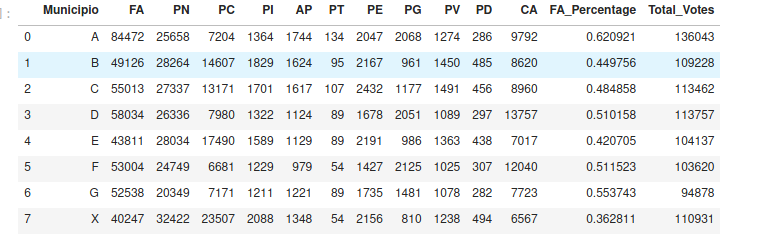 ]:
Municipio FA PN PC PI AP PT PE PG PV PD CA FA_Percentage Total_Votes
0 A 84472 25658 7204 1364 1744 134 2047 2068 1274 286 9792 0.620921 136043
1 B 49126 28264 14607 1829 1624 95 2167 961 1450 485 8620 0.449756 109228
2 C 55013 27337 13171 1701 1617 107 2432 1177 1491 456 8960 0.484858 113462
3 D 58034 26336 7980 1322 1124 89 1678 2051 1089 297 13757 0.510158 113757
4 E 43811 28034 17490 1589 1129 89 2191 986 1363 438 7017 0.420705 104137
5 F 53004 24749 6681 1229 979 54 1427 2125 1025 307 12040 0.511523 103620
6 G 52538 20349 7171 1211 1221 89 1735 1481 1078 282 7723 0.553743 94878
7 X 40247 32422 23507 2088 1348 54 2156 810 1238 494 6567 0.362811 110931